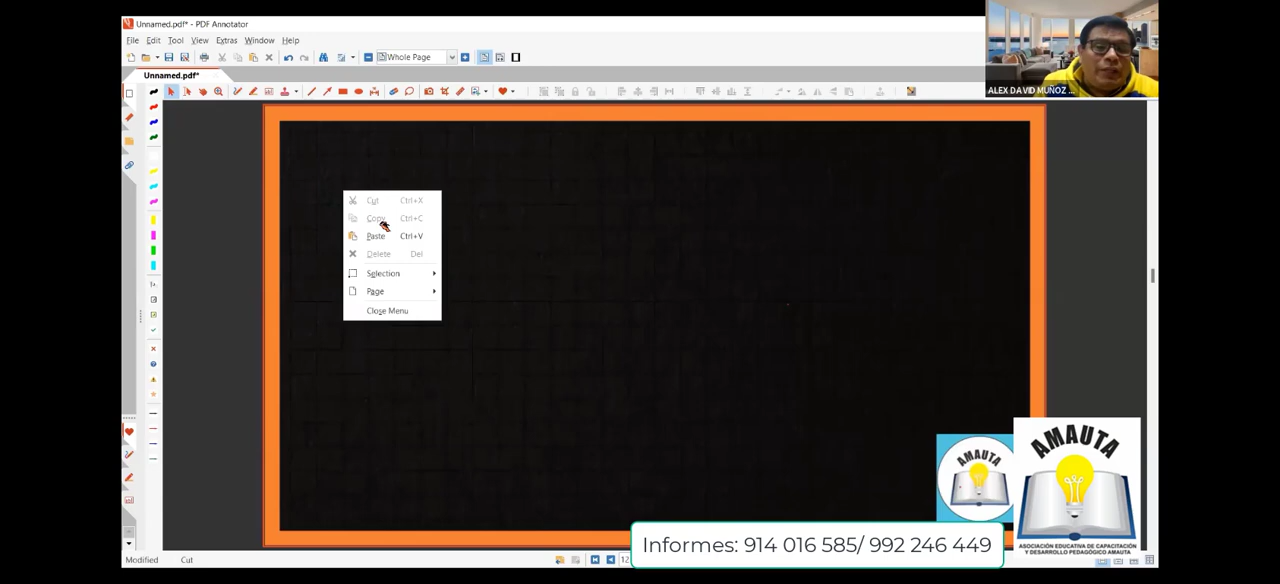 Unnamed.pdf* - PDF Annotator
File Edit Tool View Extras Window Help
Whole Page
Unnamed.pdf*
ALEX DAVID MUÑOZ ...
Cut Ctrl+X
Copy Ctrl+C
Paste Ctrl+V
Delete Del
Selection
Page
Close Menu
AMAUTA
AMAUTA
ASOCIACIÓN EDUCATIVA DE CAPACITACIÓN
Y DESARROLLO PEDAGÓGICO AMAUTA
Informes: 914 016 585/ 992 246 449
Modified Cut
12